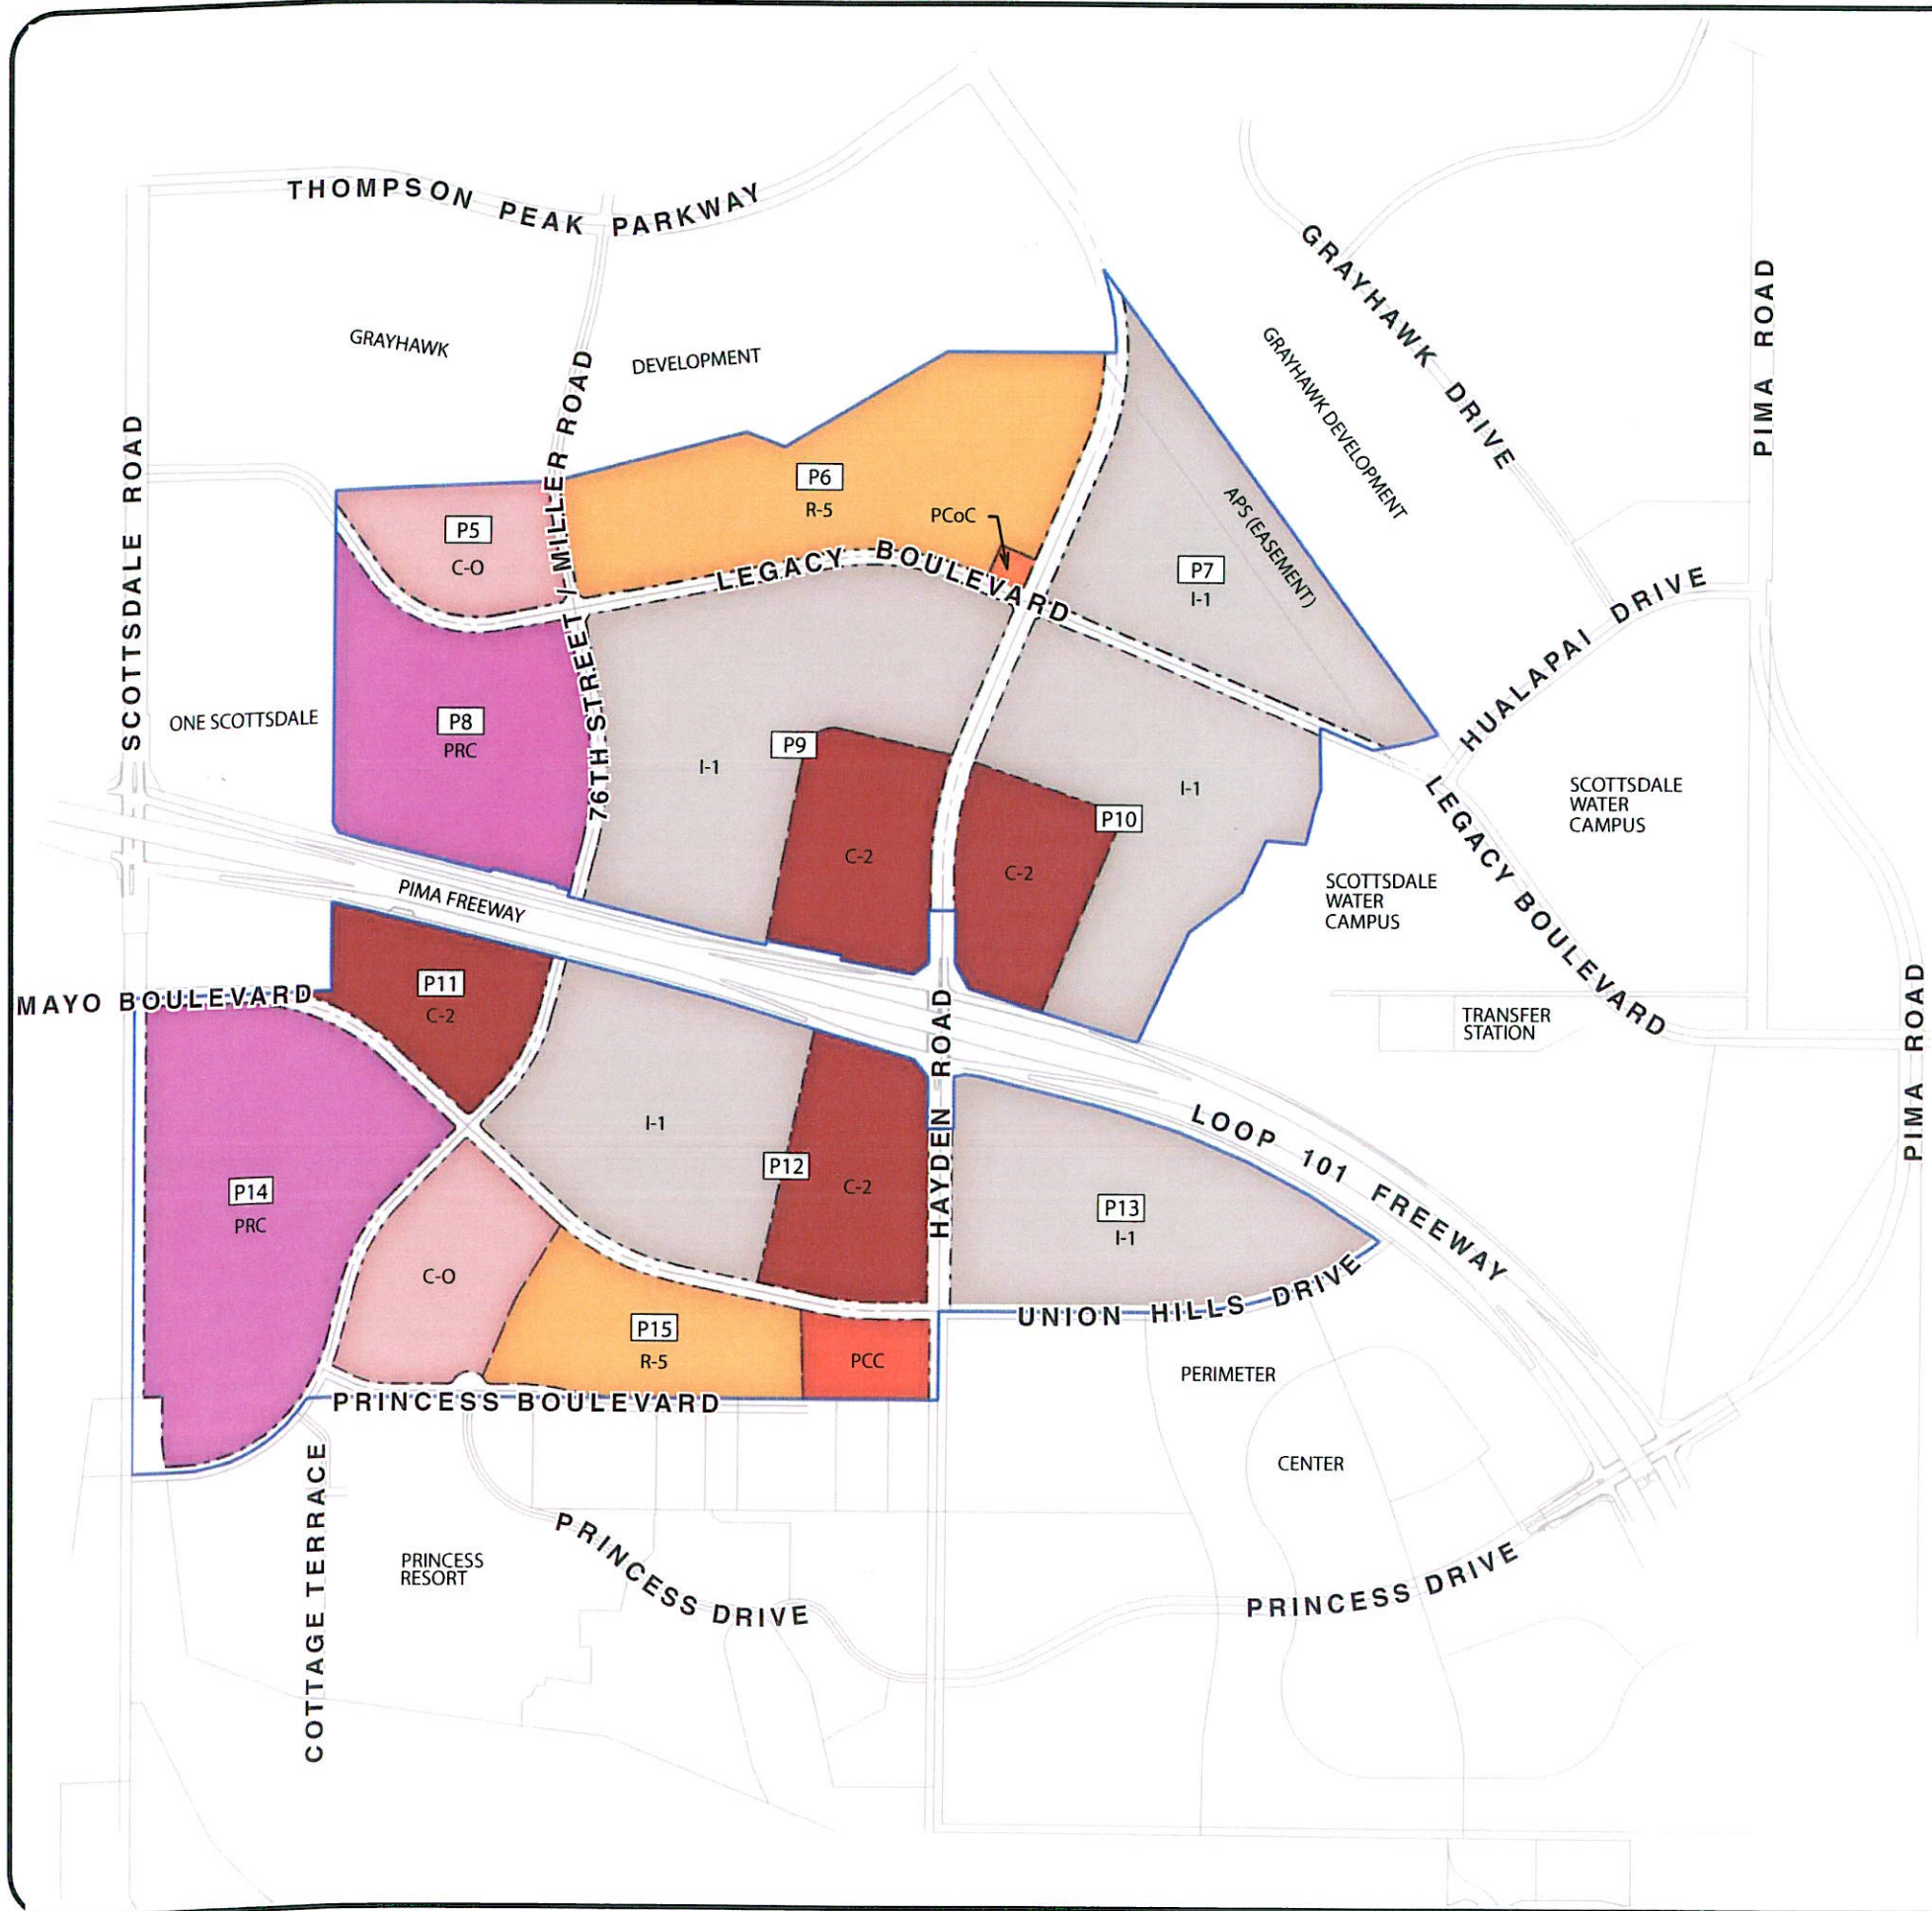 THOMPSON PEAK PARKWAY
GRAYHAWK DRIVE
PIMA ROAD
GRAYHAWK
DEVELOPMENT
GRAYHAWK DEVELOPMENT
SCOTTSDALE ROAD
76TH STREET / MILLER ROAD
P6
R-5
PCoC
P5
C-O
APS (EASEMENT)
LEGACY BOULEVARD
P7
I-1
HUALAPAI DRIVE
ONE SCOTTSDALE
P8
PRC
P9
I-1
C-2
I-1
P10
C-2
SCOTTSDALE
WATER
CAMPUS
LEGACY BOULEVARD
SCOTTSDALE
WATER
CAMPUS
PIMA FREEWAY
P11
C-2
MAYO BOULEVARD
TRANSFER
STATION
HAYDEN ROAD
PIMA ROAD
LOOP 101 FREEWAY
I-1
P12
C-2
P13
I-1
P14
PRC
C-O
P15
R-5
PCC
UNION HILLS DRIVE
PRINCESS BOULEVARD
PERIMETER
CENTER
COTTAGE TERRACE
PRINCESS
RESORT
PRINCESS DRIVE
PRINCESS DRIVE